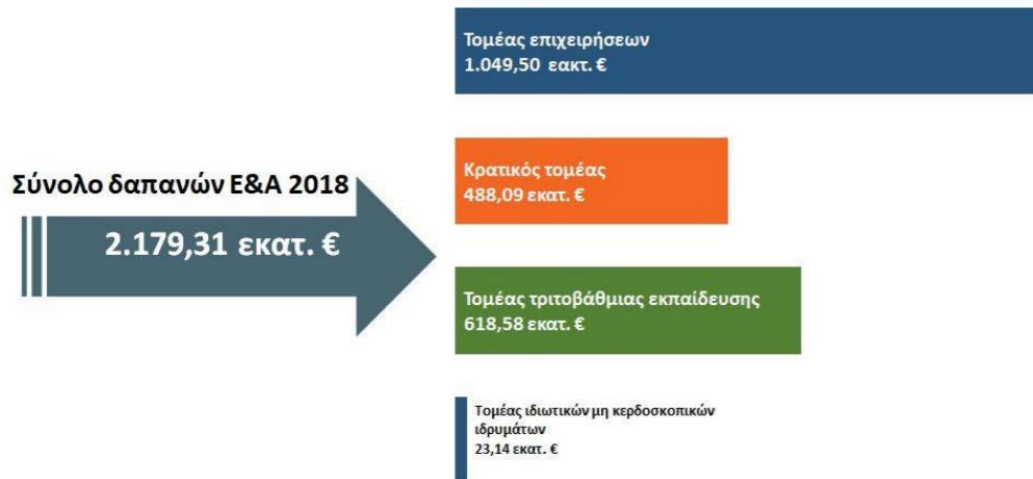 Τομέας επιχειρήσεων
1.049,50 εακτ. €
Κρατικός τομέας
488,09 εκατ. €
Σύνολο δαπανών Ε&Α 2018
2.179,31 εκατ. €
Τομέας τριτοβάθμιας εκπαίδευσης
618,58 εκατ. €
Τομέας ιδιωτικών μη κερδοσκοπικών
ιδρυμάτων
23,14 εκατ. €